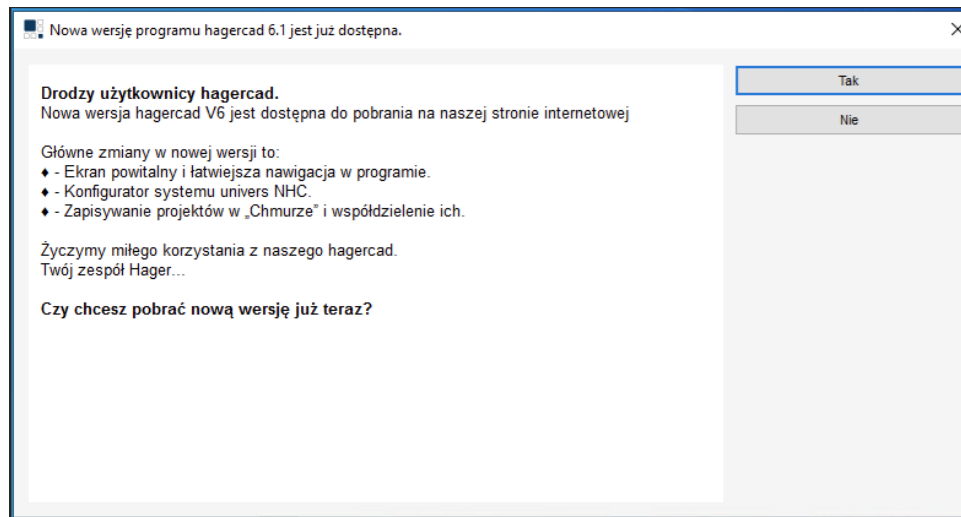 Nowa wersję programu hagercad 6.1 jest już dostępna.
Drodzy użytkownicy hagercad.
Nowa wersja hagercad V6 jest dostępna do pobrania na naszej stronie internetowej
Główne zmiany w nowej wersji to:
♦ - Ekran powitalny i łatwiejsza nawigacja w programie.
♦ - Konfigurator systemu univers NHC.
♦ - Zapisywanie projektów w „Chmurze” i współdzielenie ich.
Życzymy miłego korzystania z naszego hagercad.
Twój zespół Hager...
Czy chcesz pobrać nową wersję już teraz?
Tak
Nie